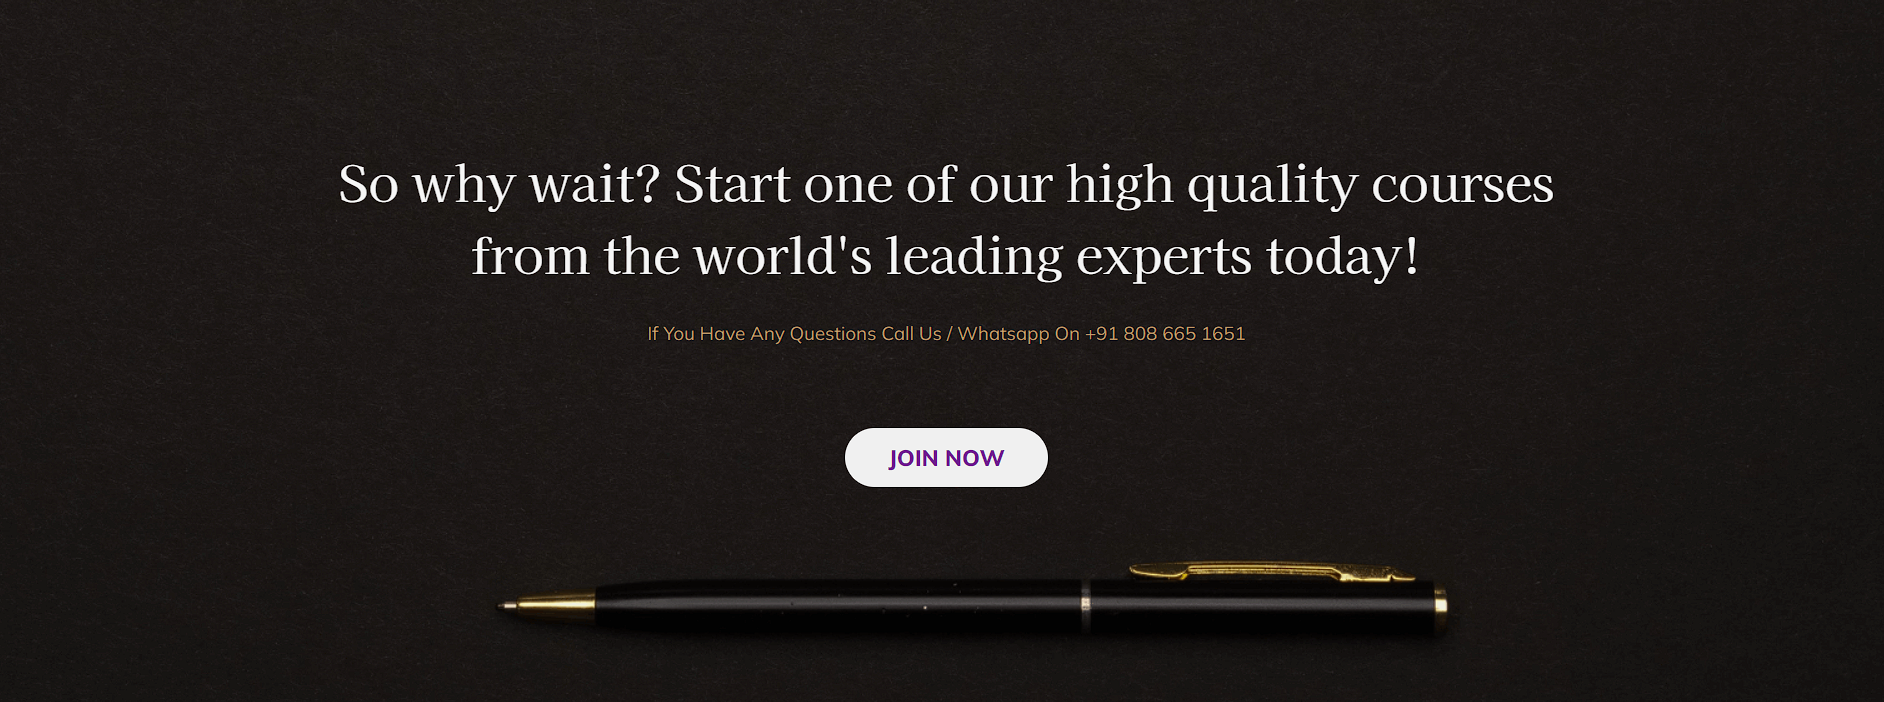 So why wait? Start one of our high quality courses
from the world's leading experts today!
If You Have Any Questions Call Us / Whatsapp On +91 808 665 1651
JOIN NOW